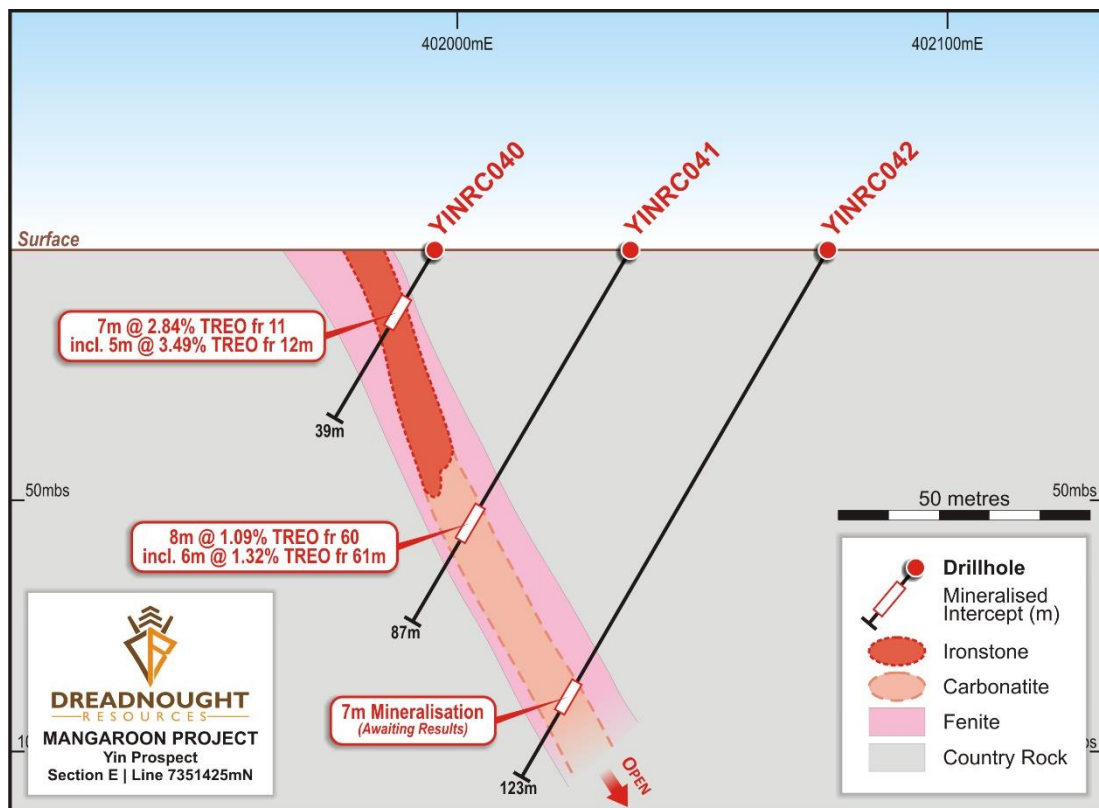 402000mE
402100mE
YINRC040
YINRC041
YINRC042
Surface
7m @ 2.84% TREO fr 11
incl. 5m @ 3.49% TREO fr 12m
39m
50mbs
50 metres
50mbs
8m @ 1.09% TREO fr 60
incl. 6m @ 1.32% TREO fr 61m
87m
Drillhole
Mineralised
Intercept (m)
Ironstone
Carbonatite
Fenite
Country Rock
DREADNOUGHT
RESOURCES
MANGAROON PROJECT
Yin Prospect
Section E | Line 7351425mN
7m Mineralisation
(Awaiting Results)
123m
OPEN